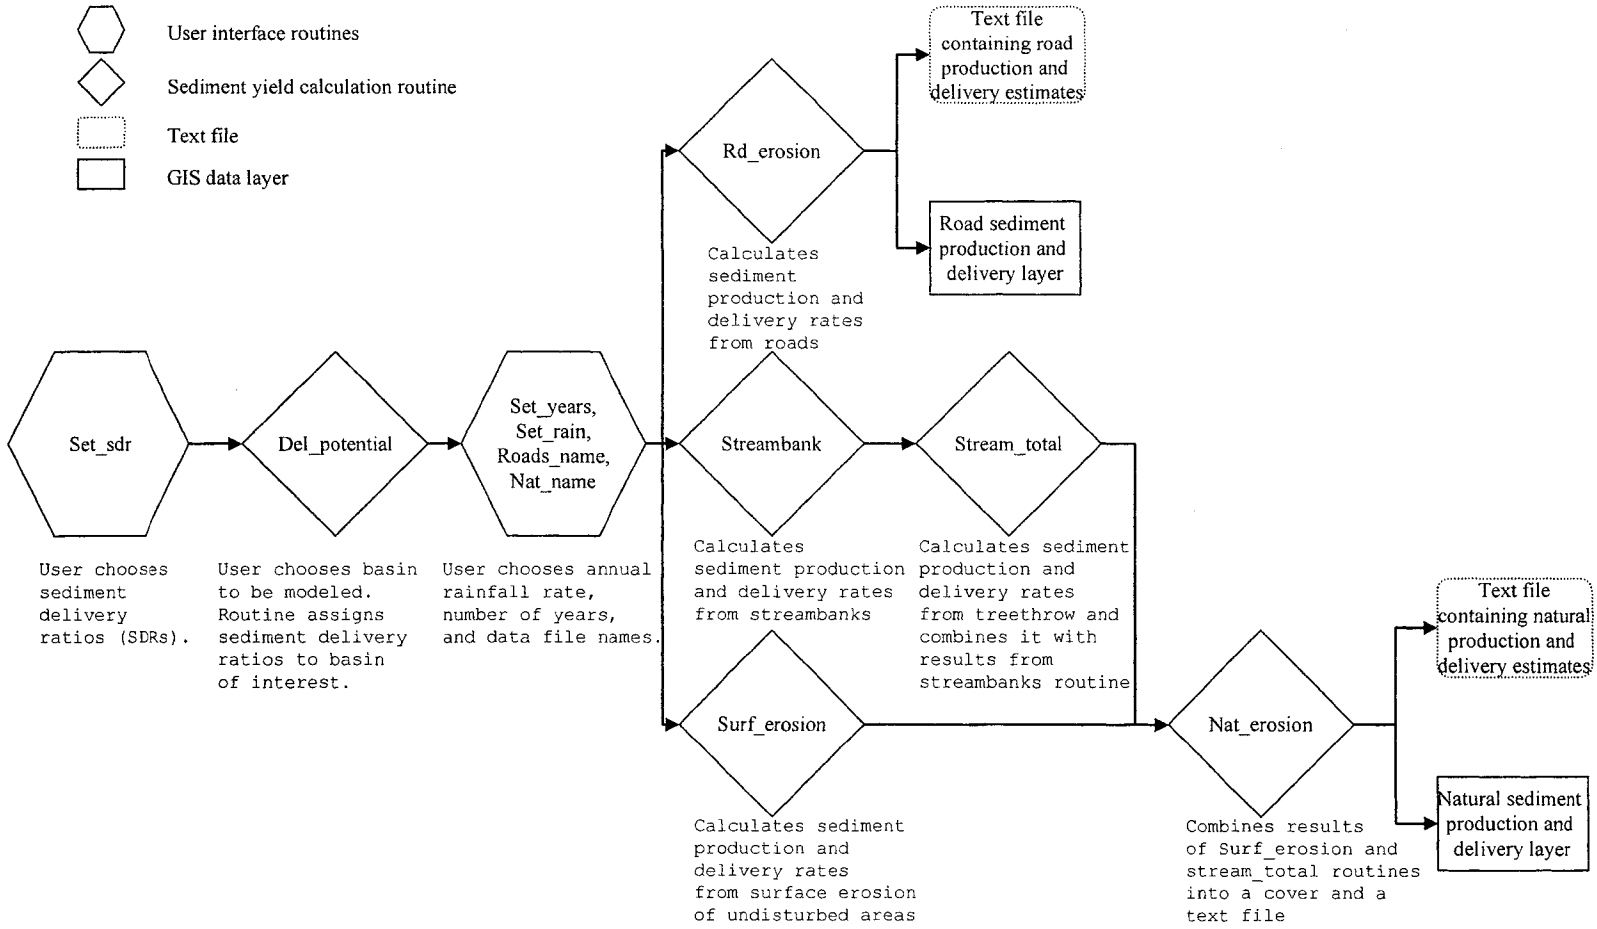 User interface routines
Sediment yield calculation routine
Text file
GIS data layer
Text file
containing road
production and
delivery estimates
Rd_erosion
Road sediment
production and
delivery layer
Calculates
sediment
production and
delivery rates
from roads
Set_sdr
Del_potential
Set_years,
Set_rain,
Roads_name,
Nat_name
Streambank
Stream_total
User chooses
sediment
delivery
ratios (SDRs).
User chooses basin
to be modeled.
Routine assigns
sediment delivery
ratios to basin
of interest.
User chooses annual
rainfall rate,
number of years,
and data file names.
Calculates
sediment production
and delivery rates
from streambanks
Calculates sediment
production and
delivery rates
from treethrow and
combines it with
results from
streambanks routine
Text file
containing natural
production and
delivery estimates
Surf_erosion
Nat_erosion
Natural sediment
production and
delivery layer
Calculates sediment
production and
delivery rates
from surface erosion
of undisturbed areas
Combines results
of Surf_erosion and
stream_total routines
into a cover and a
text file